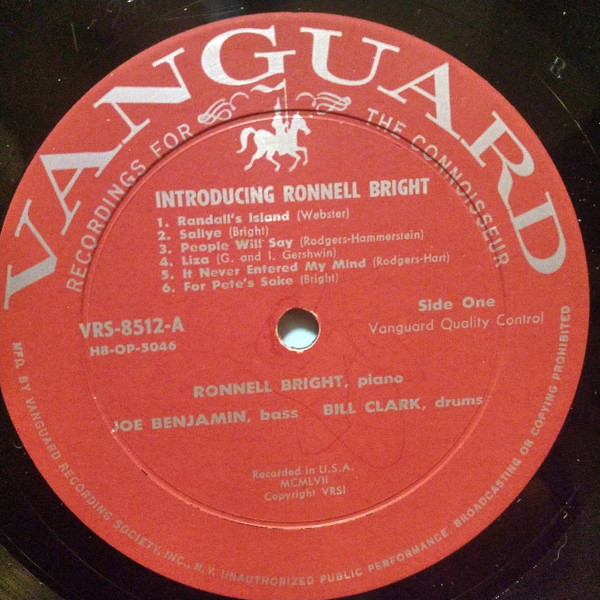 VANGUARD
RECORDINGS FOR THE CONNOISSEUR
INTRODUCING RONNELL BRIGHT
1. Randall's Island (Webster)
2. Sallye (Bright)
3. People Will Say (Rodgers-Hammerstein)
4. Liza (G. and I. Gershwin)
5. It Never Entered My Mind (Rodgers-Hart)
6. For Pete's Sake (Bright)
VRS-8512-A
H8-OP-5046
Side One
Vanguard Quality Control
RONNELL BRIGHT, piano
JOE BENJAMIN, bass BILL CLARK, drums
Recorded in U.S.A.
MCMLVII
Copyright VRSI
MFD. BY VANGUARD RECORDING SOCIETY, INC., N.Y. UNAUTHORIZED PUBLIC PERFORMANCE, BROADCASTING OR COPYING PROHIBITED